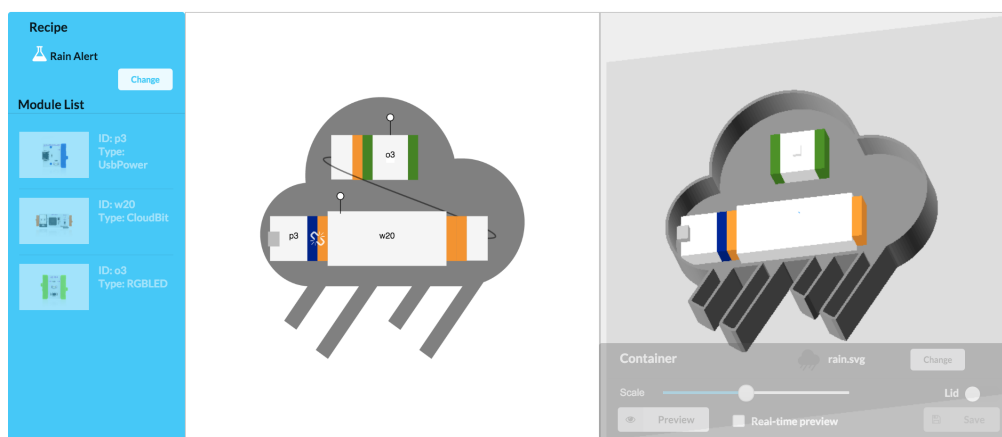 Recipe
Rain Alert
Change
Module List
ID: p3
Type:
UsbPower
ID: w20
Type: CloudBit
ID: o3
Type: RGBLED
o3
p3
w20
Container
rain.svg
Change
Scale
Lid
Preview
Real-time preview
Save